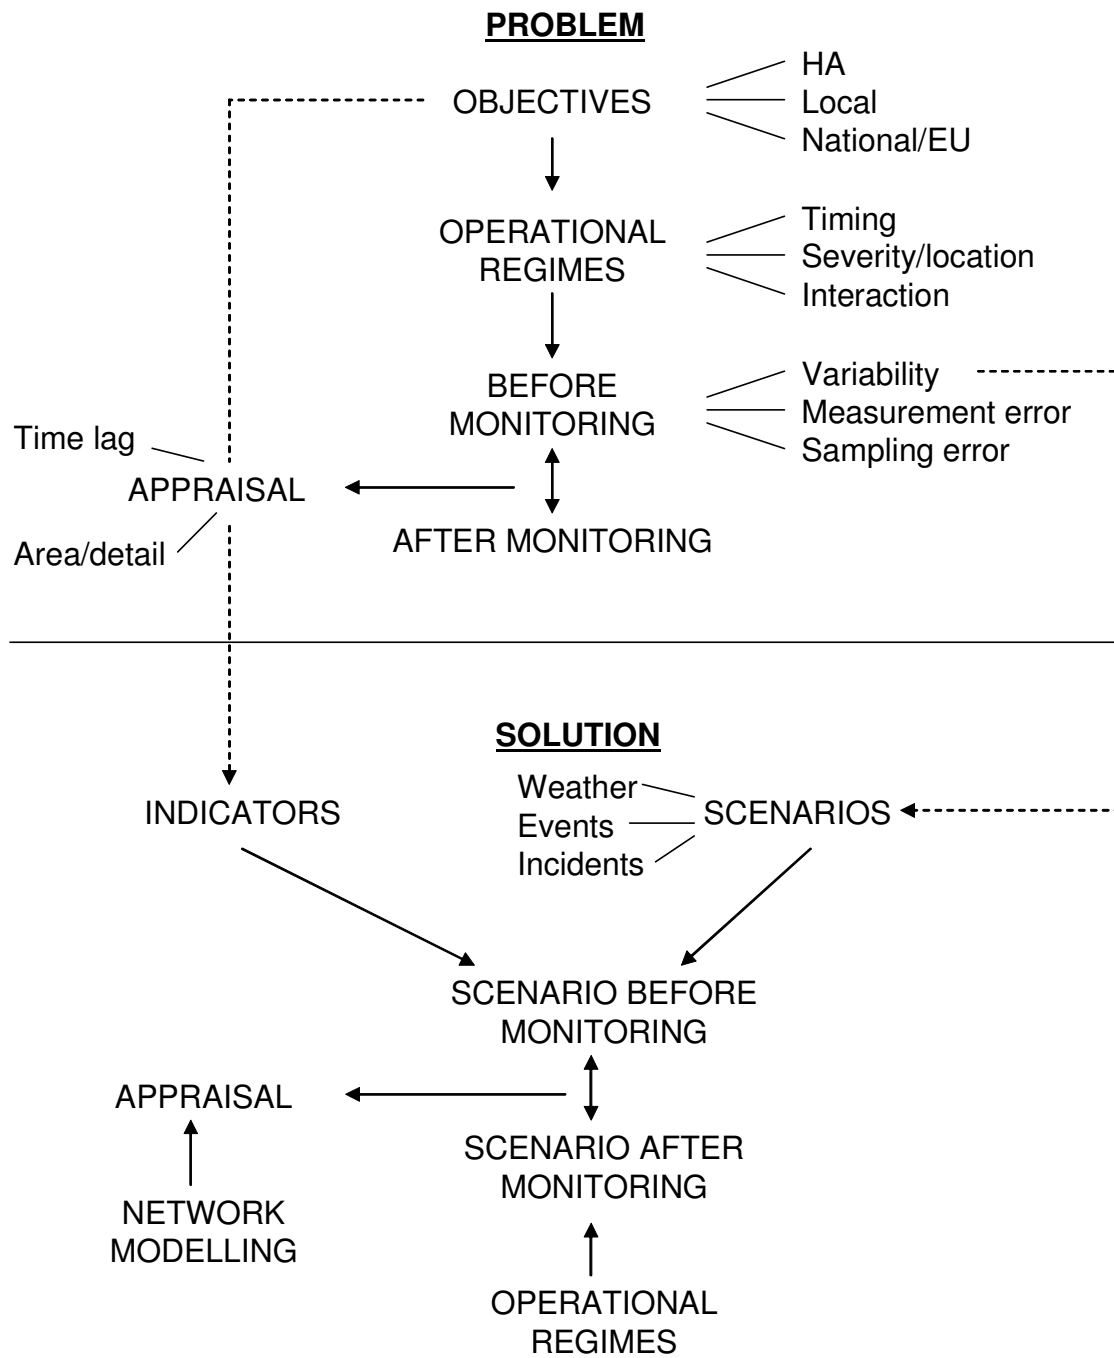 PROBLEM
HA
OBJECTIVES
Local
National/EU
Timing
OPERATIONAL
REGIMES
Severity/location
Interaction
Variability
BEFORE
MONITORING
Measurement error
Sampling error
Time lag
APPRAISAL
Area/detail
AFTER MONITORING
SOLUTION
Weather
INDICATORS
Events
SCENARIOS
Incidents
SCENARIO BEFORE
MONITORING
APPRAISAL
SCENARIO AFTER
MONITORING
NETWORK
MODELLING
OPERATIONAL
REGIMES